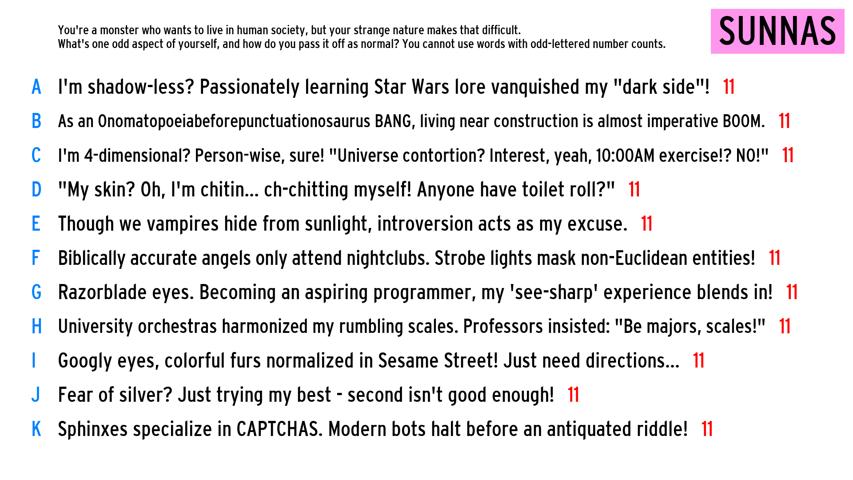 You're a monster who wants to live in human society, but your strange nature makes that difficult.
What's one odd aspect of yourself, and how do you pass it off as normal? You cannot use words with odd-lettered number counts.
SUNNAS
A I'm shadow-less? Passionately learning Star Wars lore vanquished my "dark side"! 11
B As an Onomatopoeiabeforepunctuationosaurus BANG, living near construction is almost imperative BOOM. 11
C I'm 4-dimensional? Person-wise, sure! "Universe contortion? Interest, yeah, 10:00AM exercise!? NO!" 11
D "My skin? Oh, I'm chitin... ch-chitting myself! Anyone have toilet roll?" 11
E Though we vampires hide from sunlight, introversion acts as my excuse. 11
F Biblically accurate angels only attend nightclubs. Strobe lights mask non-Euclidean entities! 11
G Razorblade eyes. Becoming an aspiring programmer, my 'see-sharp' experience blends in! 11
H University orchestras harmonized my rumbling scales. Professors insisted: "Be majors, scales!" 11
I Googly eyes, colorful furs normalized in Sesame Street! Just need directions... 11
J Fear of silver? Just trying my best - second isn't good enough! 11
K Sphinxes specialize in CAPTCHAS. Modern bots halt before an antiquated riddle! 11